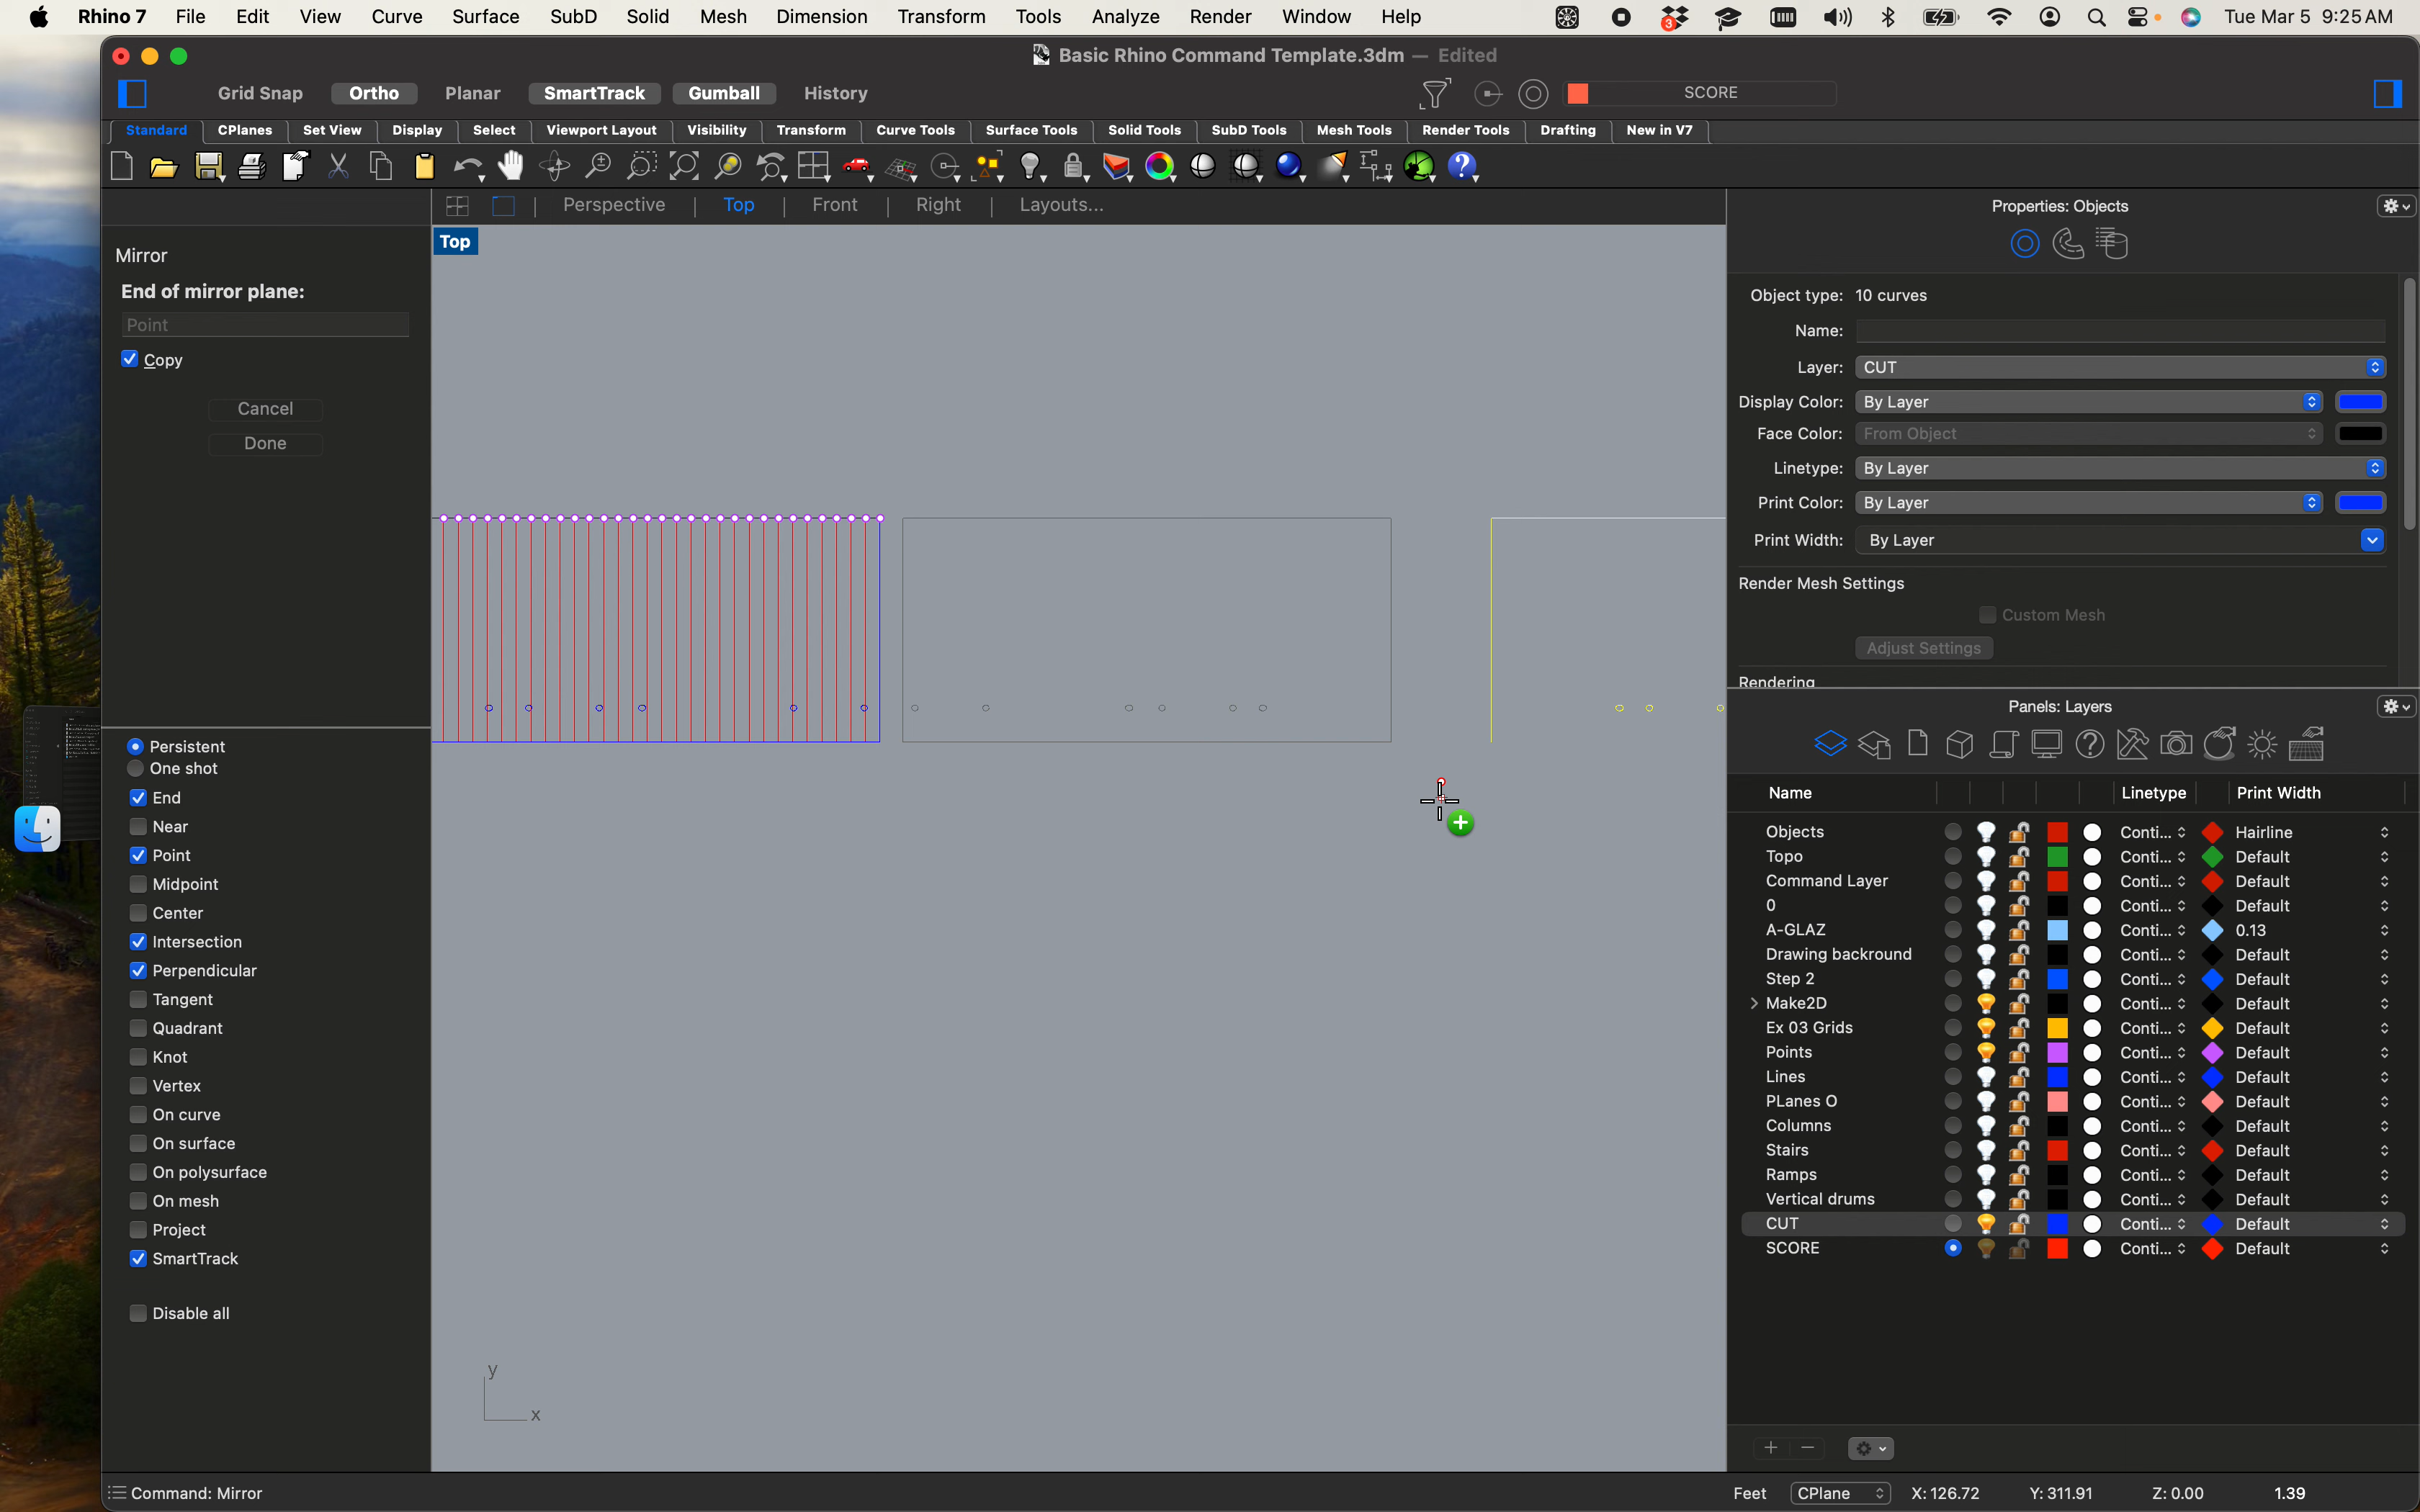 Rhino 7 File Edit View Curve Surface SubD Solid Mesh Dimension Transform Tools Analyze Render Window Help 3 Tue Mar 5 9:25 AM
Basic Rhino Command Template.3dm — Edited
Grid Snap Ortho Planar SmartTrack Gumball History SCORE
Standard CPlanes Set View Display Select Viewport Layout Visibility Transform Curve Tools Surface Tools Solid Tools SubD Tools Mesh Tools Render Tools Drafting New in V7
Perspective Top Front Right Layouts...
Top
Mirror
End of mirror plane:
Point
Copy
Cancel
Done
Persistent
One shot
End
Near
Point
Midpoint
Center
Intersection
Perpendicular
Tangent
Quadrant
Knot
Vertex
On curve
On surface
On polysurface
On mesh
Project
SmartTrack
Disable all
y
x
Properties: Objects
Object type: 10 curves
Name:
Layer: CUT
Display Color: By Layer
Face Color: From Object
Linetype: By Layer
Print Color: By Layer
Print Width: By Layer
Render Mesh Settings
Custom Mesh
Adjust Settings
Rendering
Panels: Layers
Name Linetype Print Width
Objects Conti... Hairline
Topo Conti... Default
Command Layer Conti... Default
0 Conti... Default
A-GLAZ Conti... 0.13
Drawing backround Conti... Default
Step 2 Conti... Default
Make2D Conti... Default
Ex 03 Grids Conti... Default
Points Conti... Default
Lines Conti... Default
PLanes O Conti... Default
Columns Conti... Default
Stairs Conti... Default
Ramps Conti... Default
Vertical drums Conti... Default
CUT Conti... Default
SCORE Conti... Default
Command: Mirror
Feet CPlane X: 126.72 Y: 311.91 Z: 0.00 1.39